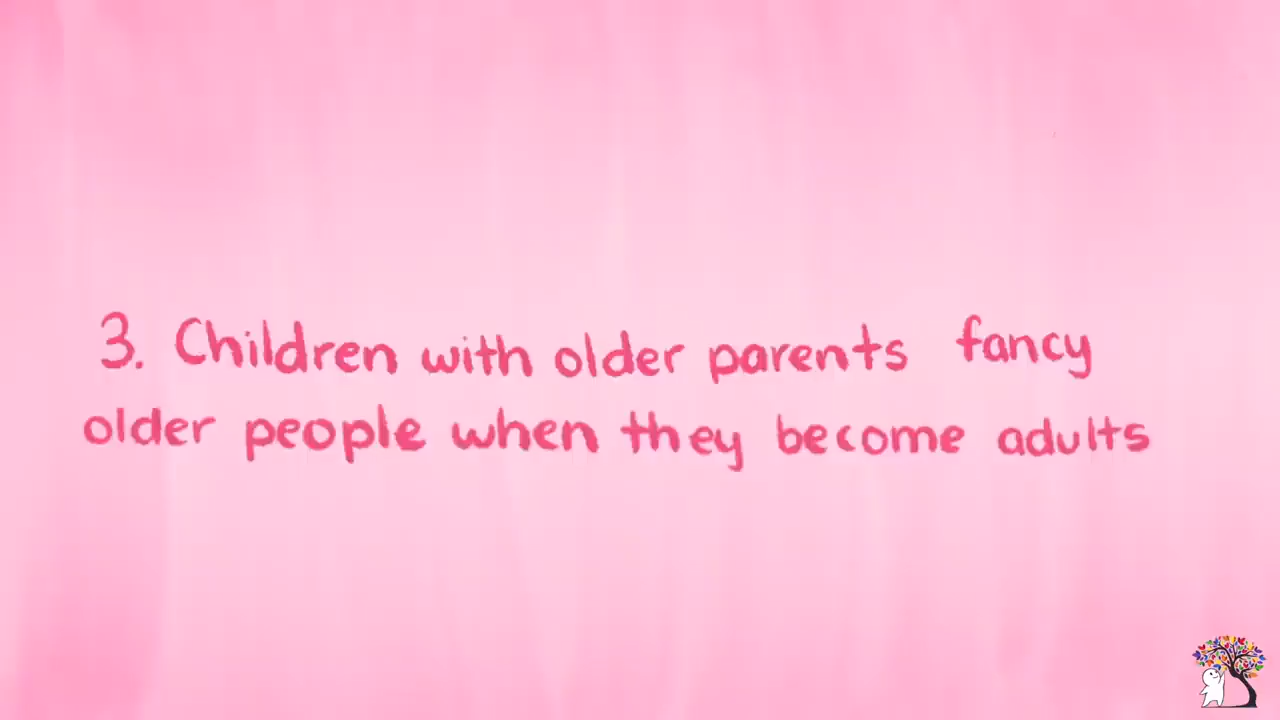 3. Children with older parents fancy
older people when they become adults